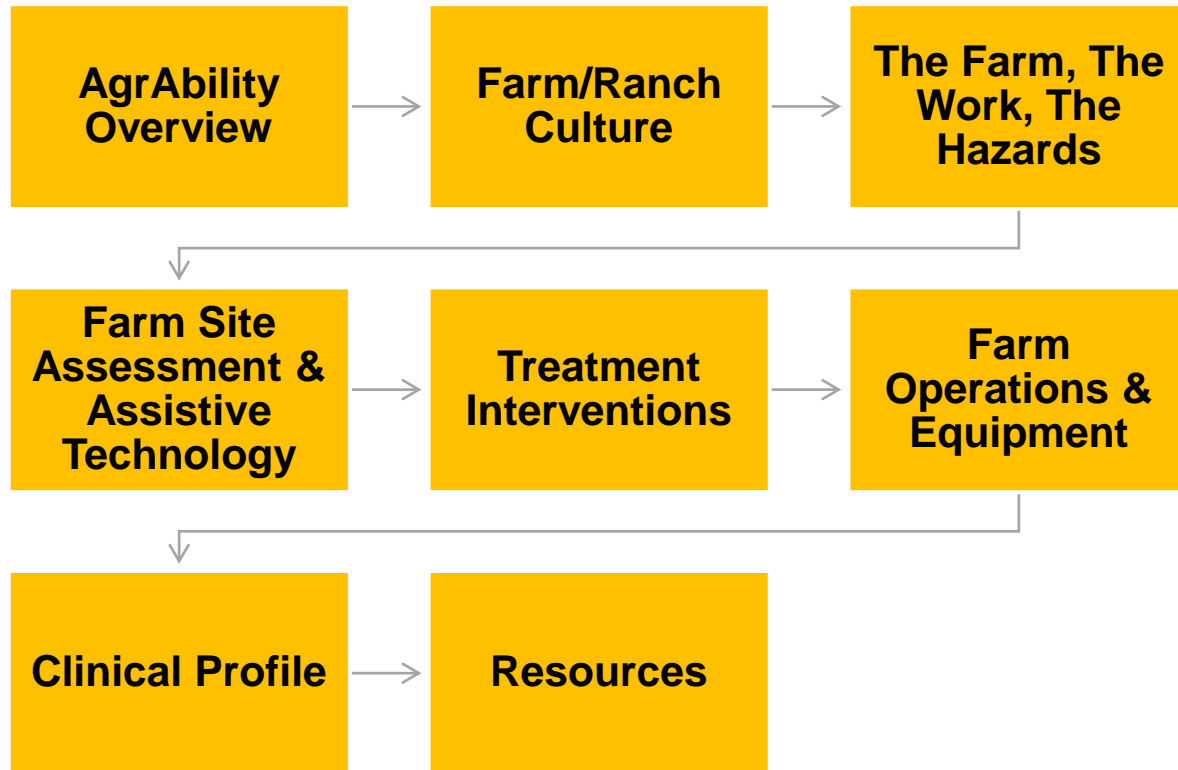 AgrAbility
Overview
Farm/Ranch
Culture
The Farm, The
Work, The
Hazards
Farm Site
Assessment &
Assistive
Technology
Treatment
Interventions
Farm
Operations &
Equipment
Clinical Profile
Resources